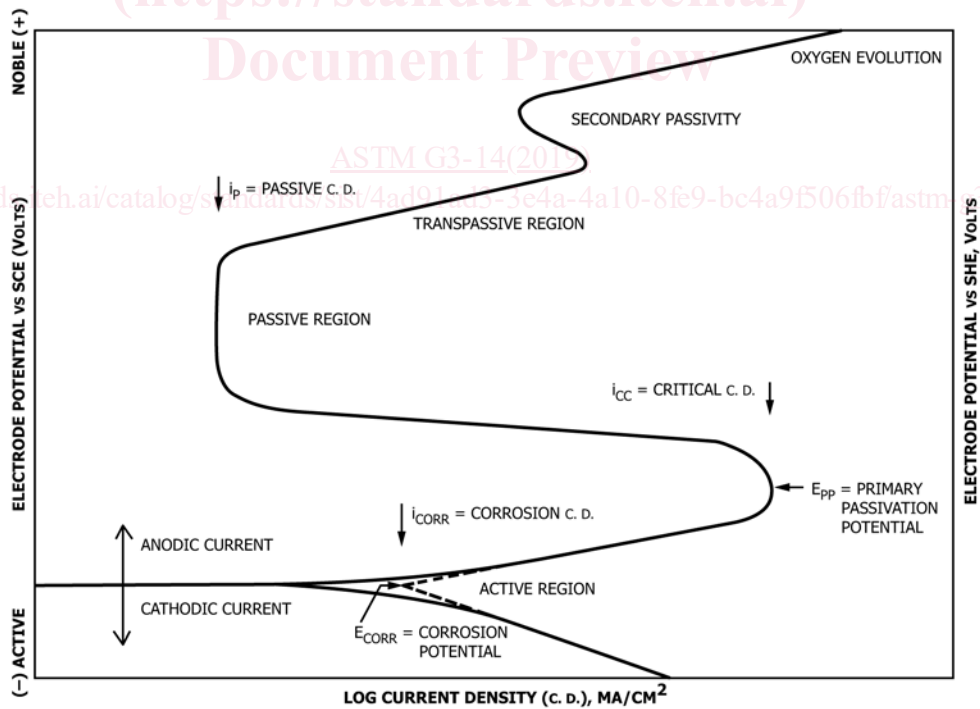 (https://standards.iteh.ai)
Document Preview
NOBLE (+)
OXYGEN EVOLUTION
SECONDARY PASSIVITY
ASTM G3-14(2019)
iP = PASSIVE C. D.
TRANSPASSIVE REGION
ELECTRODE POTENTIAL VS SCE (VOLTS)
ELECTRODE POTENTIAL VS SHE, VOLTS
PASSIVE REGION
iCC = CRITICAL C. D.
EPP = PRIMARY
PASSIVATION
POTENTIAL
iCORR = CORROSION C. D.
ANODIC CURRENT
ACTIVE REGION
CATHODIC CURRENT
ECORR = CORROSION
POTENTIAL
(−) ACTIVE
LOG CURRENT DENSITY (C. D.), MA/CM²